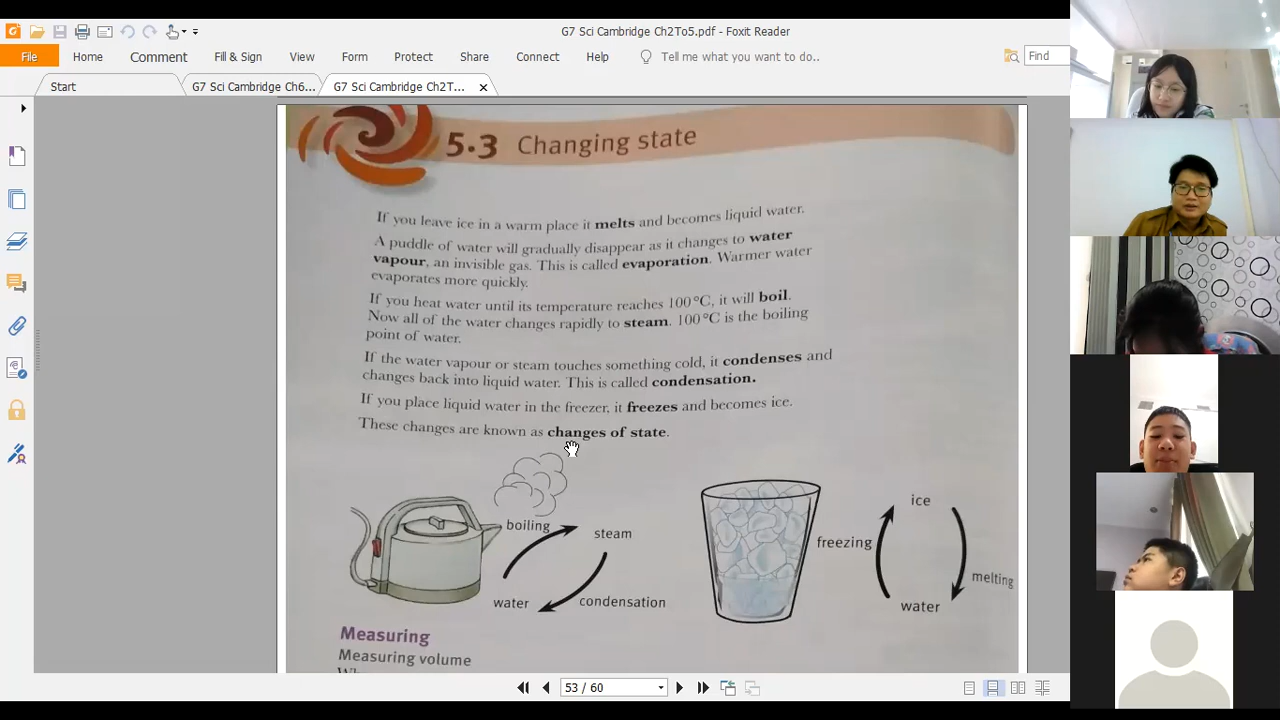 G7 Sci Cambridge Ch2To5.pdf - Foxit Reader
File Home Comment Fill & Sign View Form Protect Share Connect Help Tell me what you want to do.. Find
Start G7 Sci Cambridge Ch6... G7 Sci Cambridge Ch2T...
5.3 Changing state
If you leave ice in a warm place it melts and becomes liquid water.
A puddle of water will gradually disappear as it changes to water
vapour, an invisible gas. This is called evaporation. Warmer water
evaporates more quickly.
If you heat water until its temperature reaches 100 °C, it will boil.
Now all of the water changes rapidly to steam. 100 °C is the boiling
point of water.
If the water vapour or steam touches something cold, it condenses and
changes back into liquid water. This is called condensation.
If you place liquid water in the freezer, it freezes and becomes ice.
These changes are known as changes of state.
boiling
steam
water
condensation
ice
freezing
melting
water
Measuring
Measuring volume
53 / 60